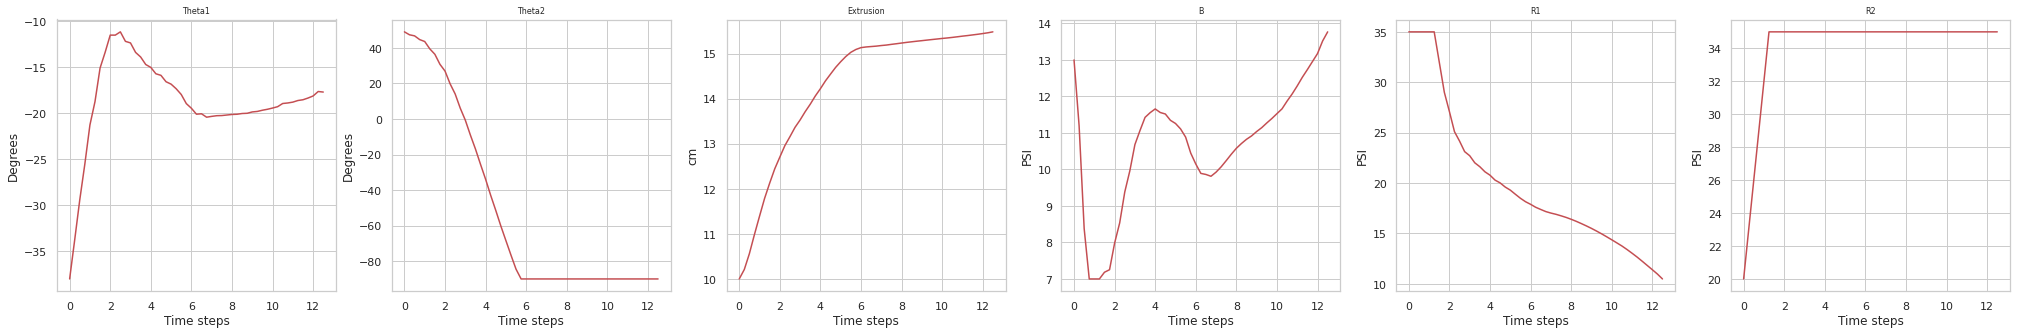 Theta1
−10
−15
−20
−25
−30
−35
Degrees
0 2 4 6 8 10 12
Time steps
Theta2
40
20
0
−20
−40
−60
−80
Degrees
0 2 4 6 8 10 12
Time steps
Extrusion
15
14
13
12
11
10
cm
0 2 4 6 8 10 12
Time steps
B
14
13
12
11
10
9
8
7
PSI
0 2 4 6 8 10 12
Time steps
R1
35
30
25
20
15
10
PSI
0 2 4 6 8 10 12
Time steps
R2
34
32
30
28
26
24
22
20
PSI
0 2 4 6 8 10 12
Time steps